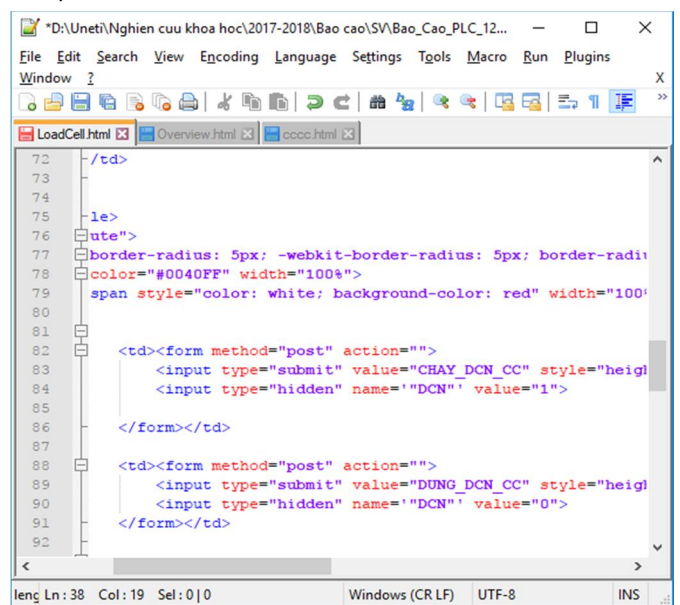 *D:\Uneti\Nghien cuu khoa hoc\2017-2018\Bao cao\SV\Bao_Cao_PLC_12...
File Edit Search View Encoding Language Settings Tools Macro Run Plugins
Window ? X
LoadCell.html Overview.html cccc.html
72 /td>
73
74
75 le>
76 ute">
77 border-radius: 5px; -webkit-border-radius: 5px; border-radiu
78 color="#0040FF" width="100%">
79 span style="color: white; background-color: red" width="100%
80
81
82 <td><form method="post" action="">
83 <input type="submit" value="CHAY_DCN_CC" style="heigh
84 <input type="hidden" name='"DCN"' value="1">
85
86 </form></td>
87
88 <td><form method="post" action="">
89 <input type="submit" value="DUNG_DCN_CC" style="heigh
90 <input type="hidden" name='"DCN"' value="0">
91 </form></td>
92
leng Ln : 38 Col : 19 Sel : 0 | 0 Windows (CR LF) UTF-8 INS